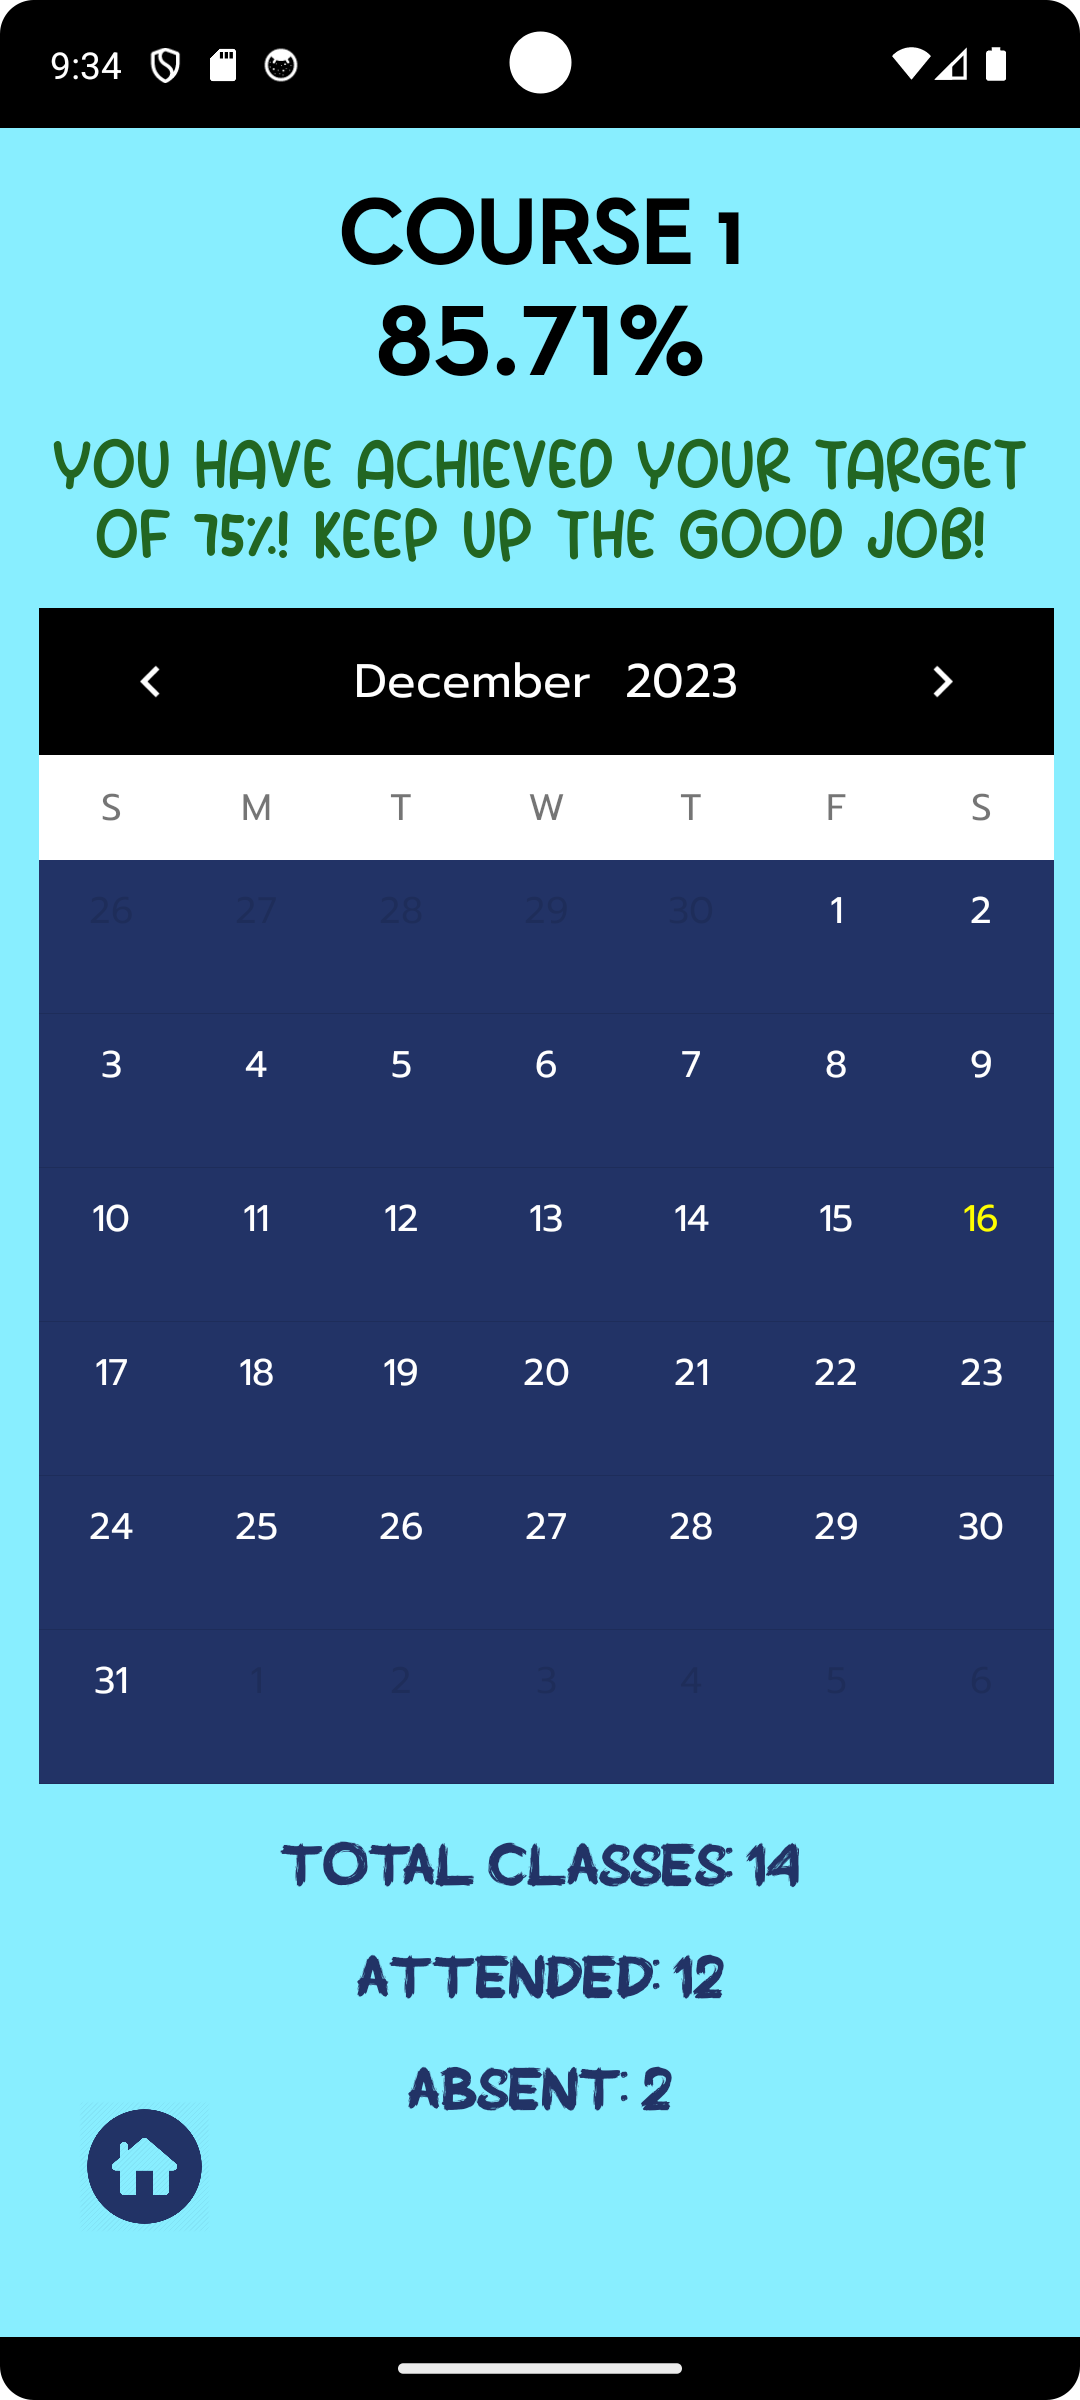 9:34
COURSE 1
85.71%
YOU HAVE ACHIEVED YOUR TARGET
OF 75%! KEEP UP THE GOOD JOB!
December 2023
S M T W T F S
26 27 28 29 30 1 2
3 4 5 6 7 8 9
10 11 12 13 14 15 16
17 18 19 20 21 22 23
24 25 26 27 28 29 30
31 1 2 3 4 5 6
TOTAL CLASSES: 14
ATTENDED: 12
ABSENT: 2